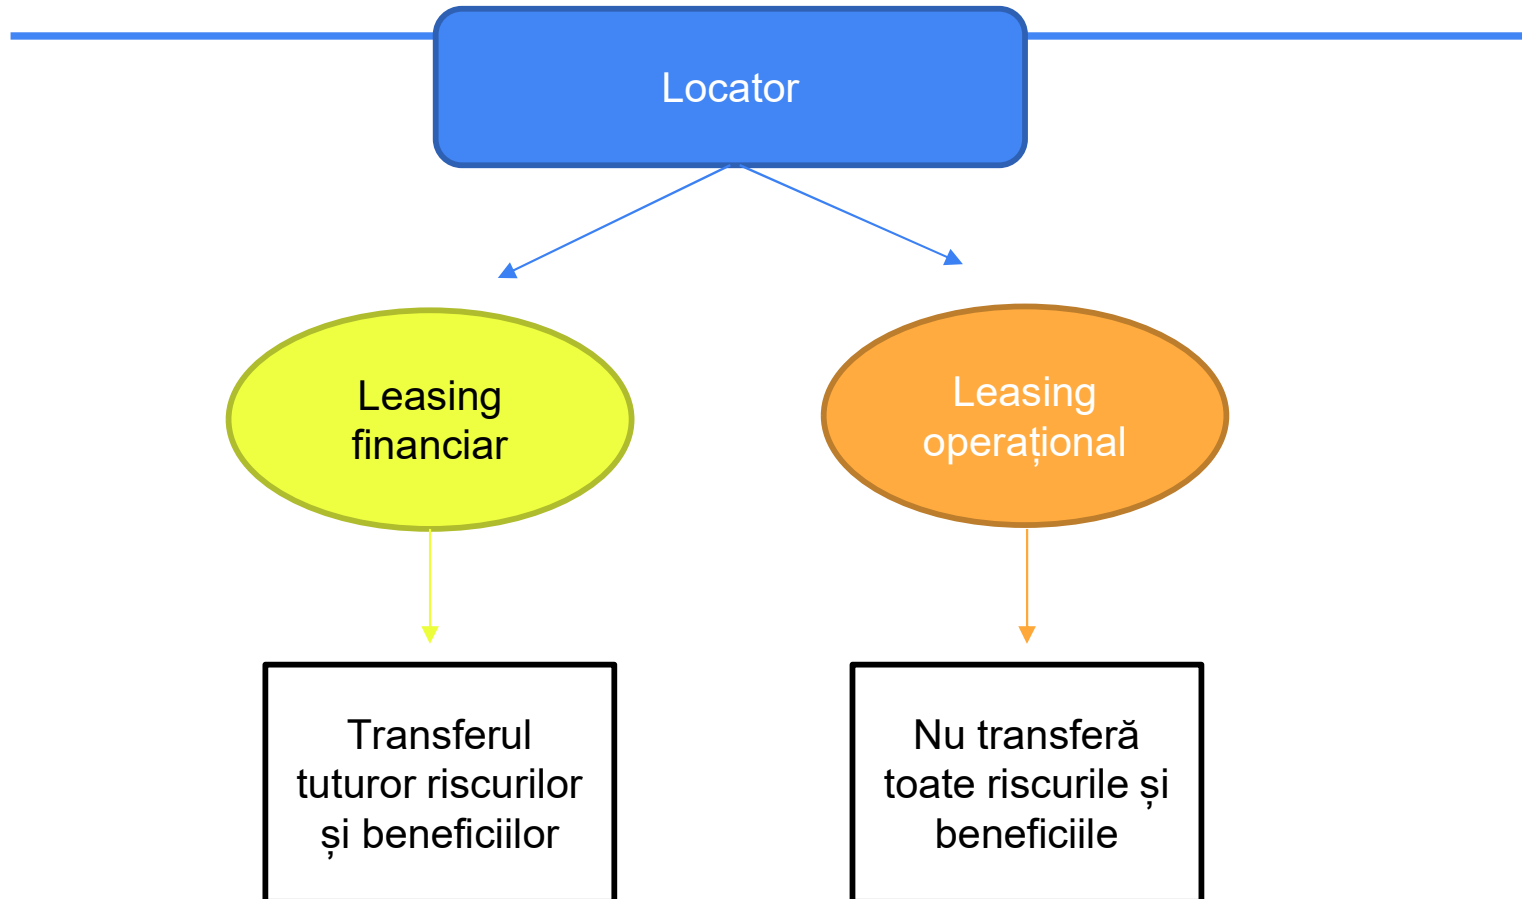 Locator
Leasing
financiar
Leasing
operațional
Transferul
tuturor riscurilor
și beneficiilor
Nu transferă
toate riscurile și
beneficiile